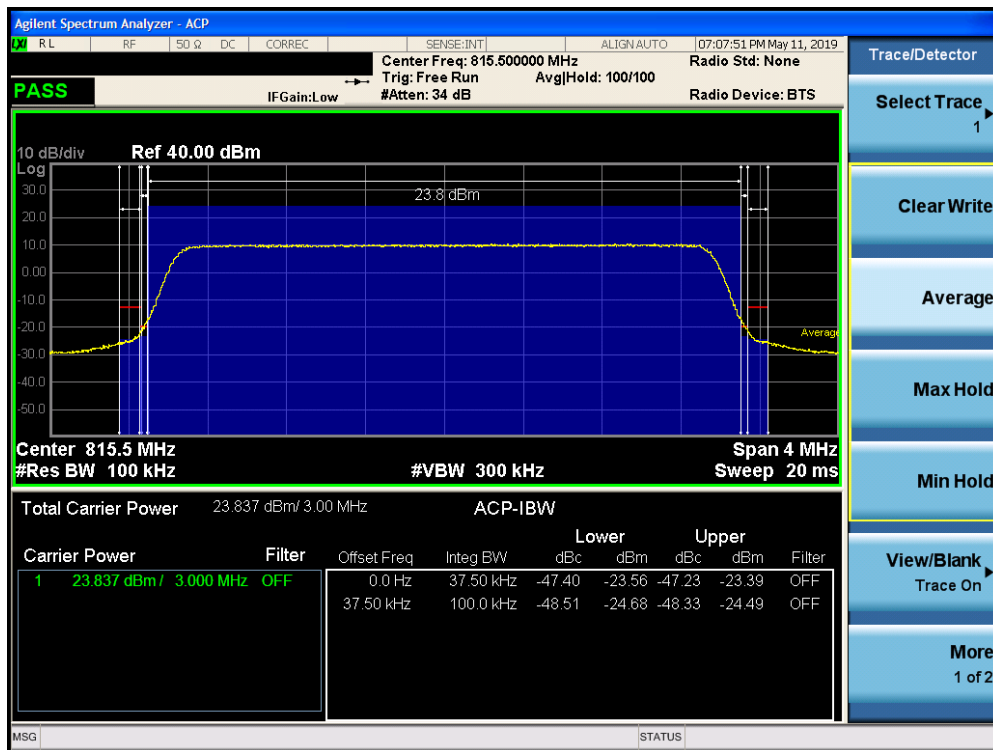 Agilent Spectrum Analyzer - ACP
LXI RL RF 50 Ω DC CORREC SENSE:INT ALIGN AUTO 07:07:51 PM May 11, 2019
Center Freq: 815.500000 MHz Radio Std: None
Trig: Free Run Avg|Hold: 100/100
PASS IFGain:Low #Atten: 34 dB Radio Device: BTS
10 dB/div Ref 40.00 dBm
Log
23.8 dBm
30.0
20.0
10.0
0.00
-10.0
-20.0
Average
-30.0
-40.0
-50.0
Center 815.5 MHz Span 4 MHz
#Res BW 100 kHz #VBW 300 kHz Sweep 20 ms
Total Carrier Power 23.837 dBm/ 3.00 MHz ACP-IBW
Lower Upper
Carrier Power Filter Offset Freq Integ BW dBc dBm dBc dBm Filter
1 23.837 dBm / 3.000 MHz OFF 0.0 Hz 37.50 kHz -47.40 -23.56 -47.23 -23.39 OFF
37.50 kHz 100.0 kHz -48.51 -24.68 -48.33 -24.49 OFF
MSG STATUS
Trace/Detector
Select Trace
1
Clear Write
Average
Max Hold
Min Hold
View/Blank
Trace On
More
1 of 2